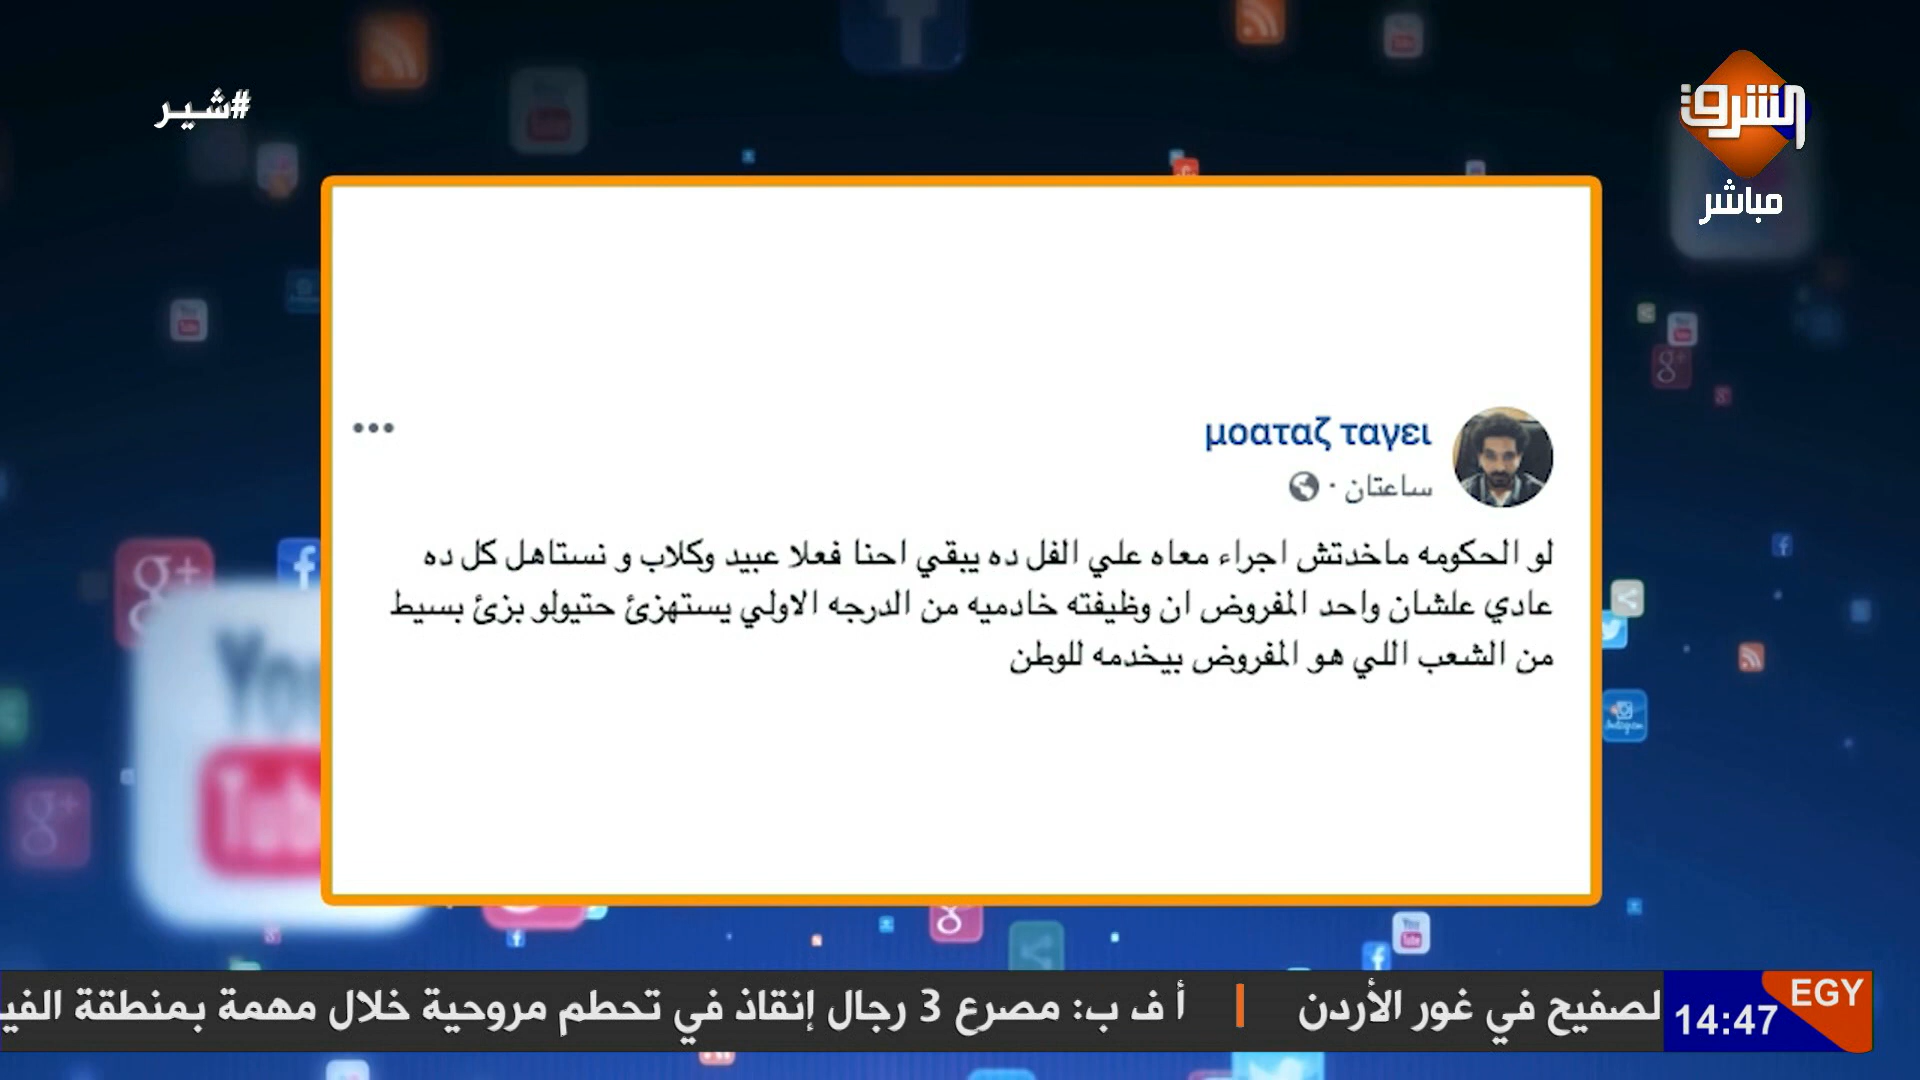 #شير
الشرق
مباشر
μοαταζ ταγει
ساعتان
لو الحكومه ماخدتش اجراء معاه علي الفل ده يبقي احنا فعلا عبيد وكلاب و نستاهل كل ده
عادي علشان واحد المفروض ان وظيفته خادميه من الدرجه الاولي يستهزئ حتيولو بزئ بسيط
من الشعب اللي هو المفروض بيخدمه للوطن
EGY
14:47
لصفيح في غور الأردن | أ ف ب: مصرع 3 رجال إنقاذ في تحطم مروحية خلال مهمة بمنطقة الفي